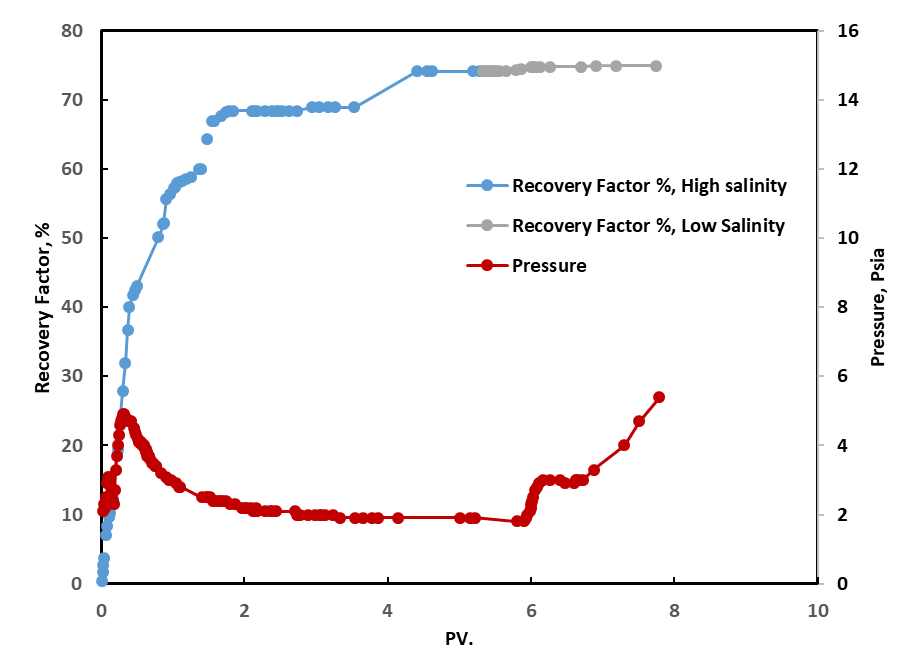 80
70
60
50
40
30
20
10
0
Recovery Factor, %
16
14
12
10
8
6
4
2
0
Pressure, Psia
Recovery Factor %, High salinity
Recovery Factor %, Low Salinity
Pressure
0 2 4 6 8 10
PV.